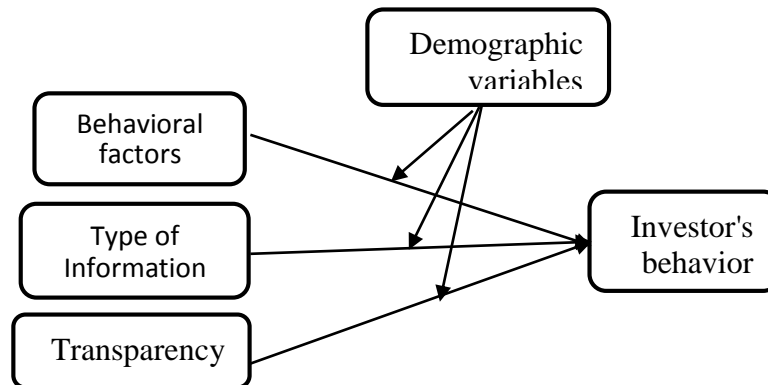 Demographic
variables
Behavioral
factors
Type of
Information
Investor's
behavior
Transparency